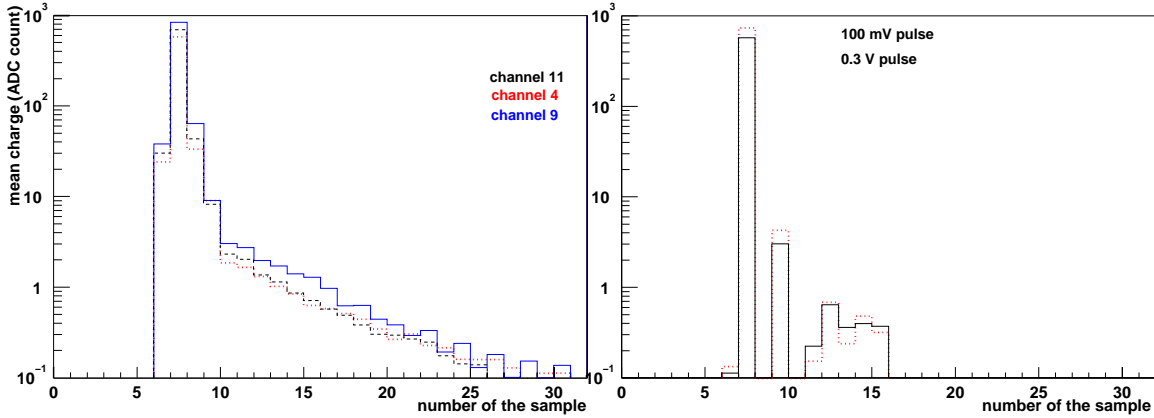 mean charge (ADC count)
10³
10²
10
1
10⁻¹
channel 11
channel 4
channel 9
0 5 10 15 20 25 30
number of the sample
10³
10²
10
1
10⁻¹
100 mV pulse
0.3 V pulse
0 5 10 15 20 25 30
number of the sample